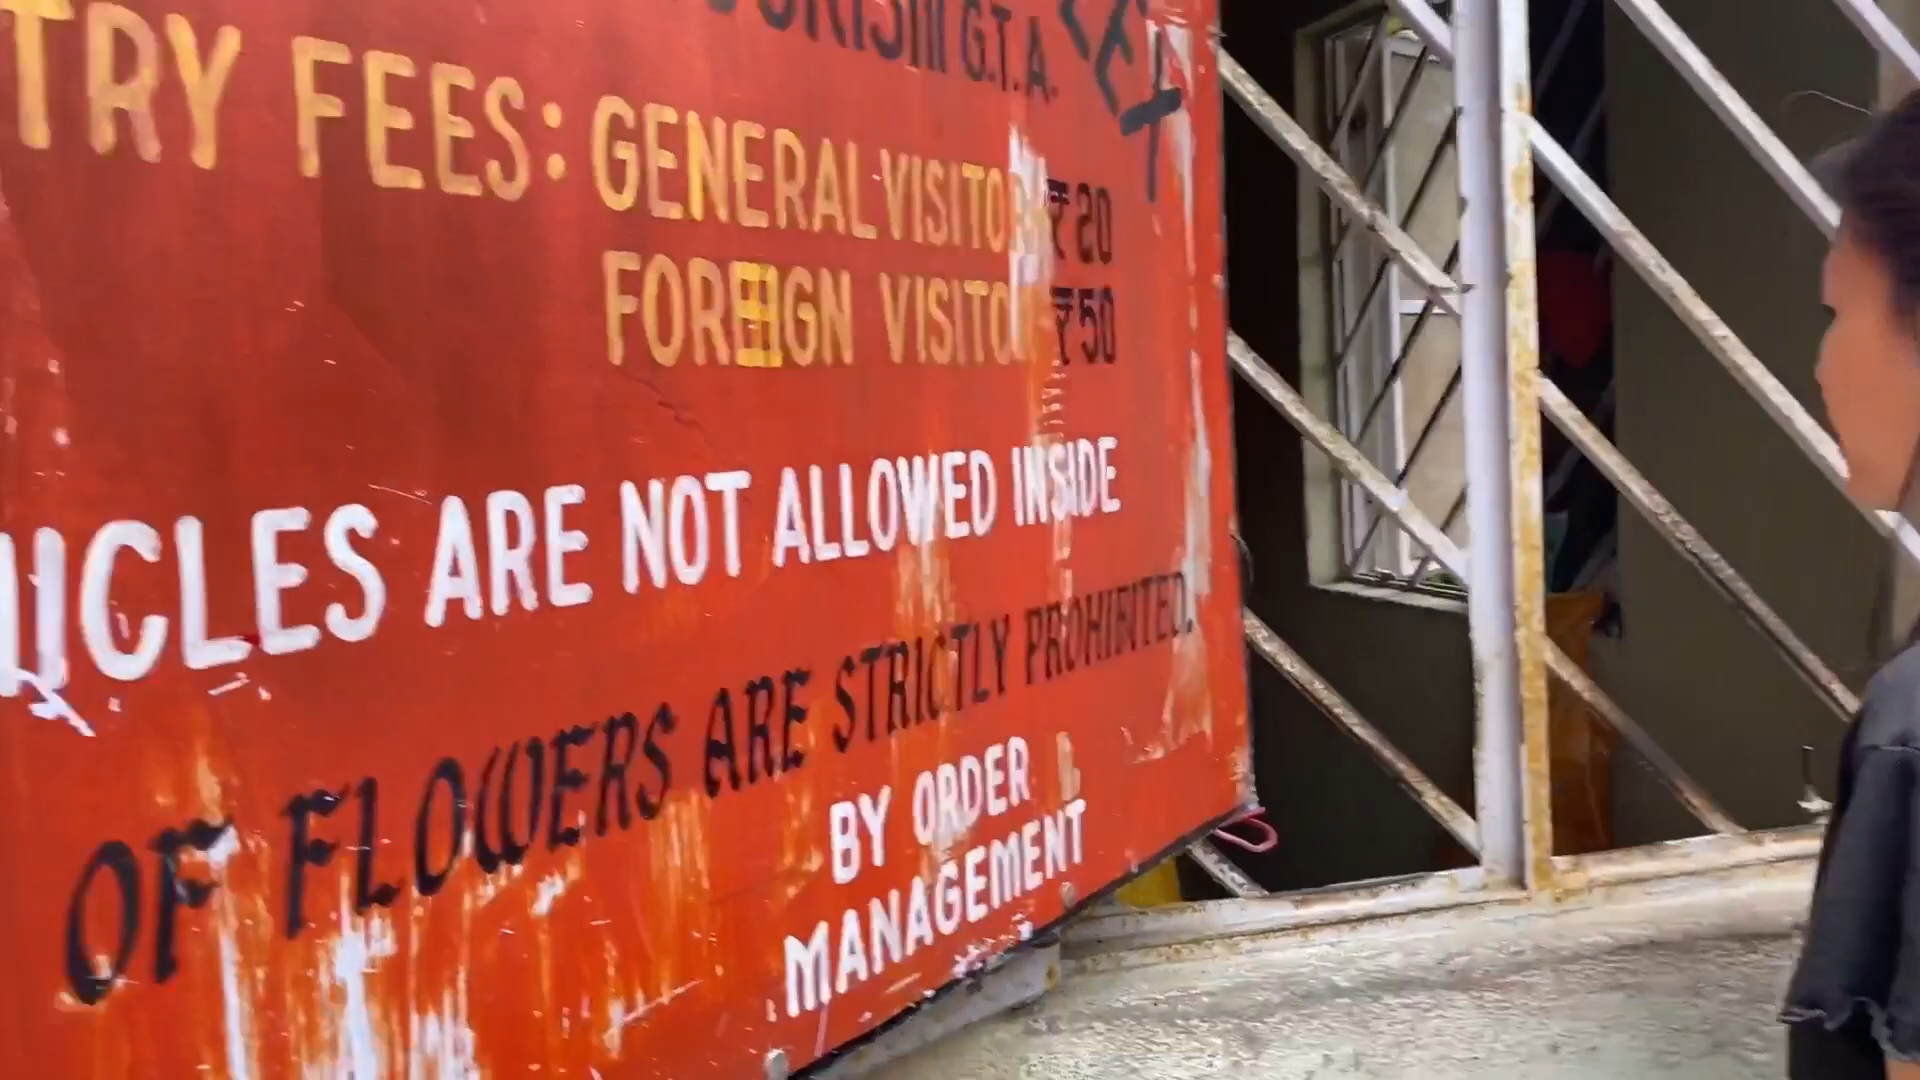 G.T.A.
TRY FEES: GENERAL VISITO ₹20
FOREIGN VISITO ₹50
ICLES ARE NOT ALLOWED INSIDE
OF FLOWERS ARE STRICTLY PROHIBITED.
BY ORDER
MANAGEMENT